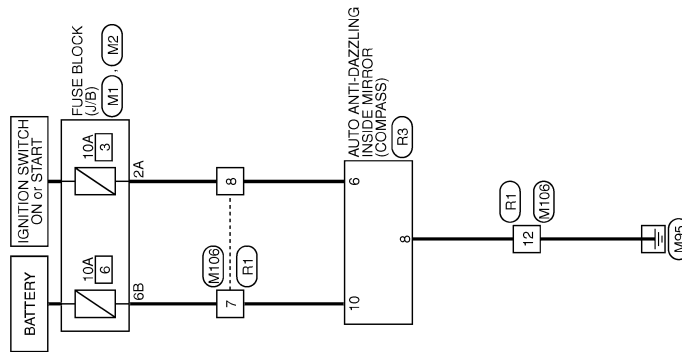 BATTERY
IGNITION SWITCH
ON or START
FUSE BLOCK
(J/B)
M1 , M2
10A
6
10A
3
6B
2A
M106
7
8
R1
10
6
AUTO ANTI-DAZZLING
INSIDE MIRROR
(COMPASS)
R3
8
R1
12
M106
M95